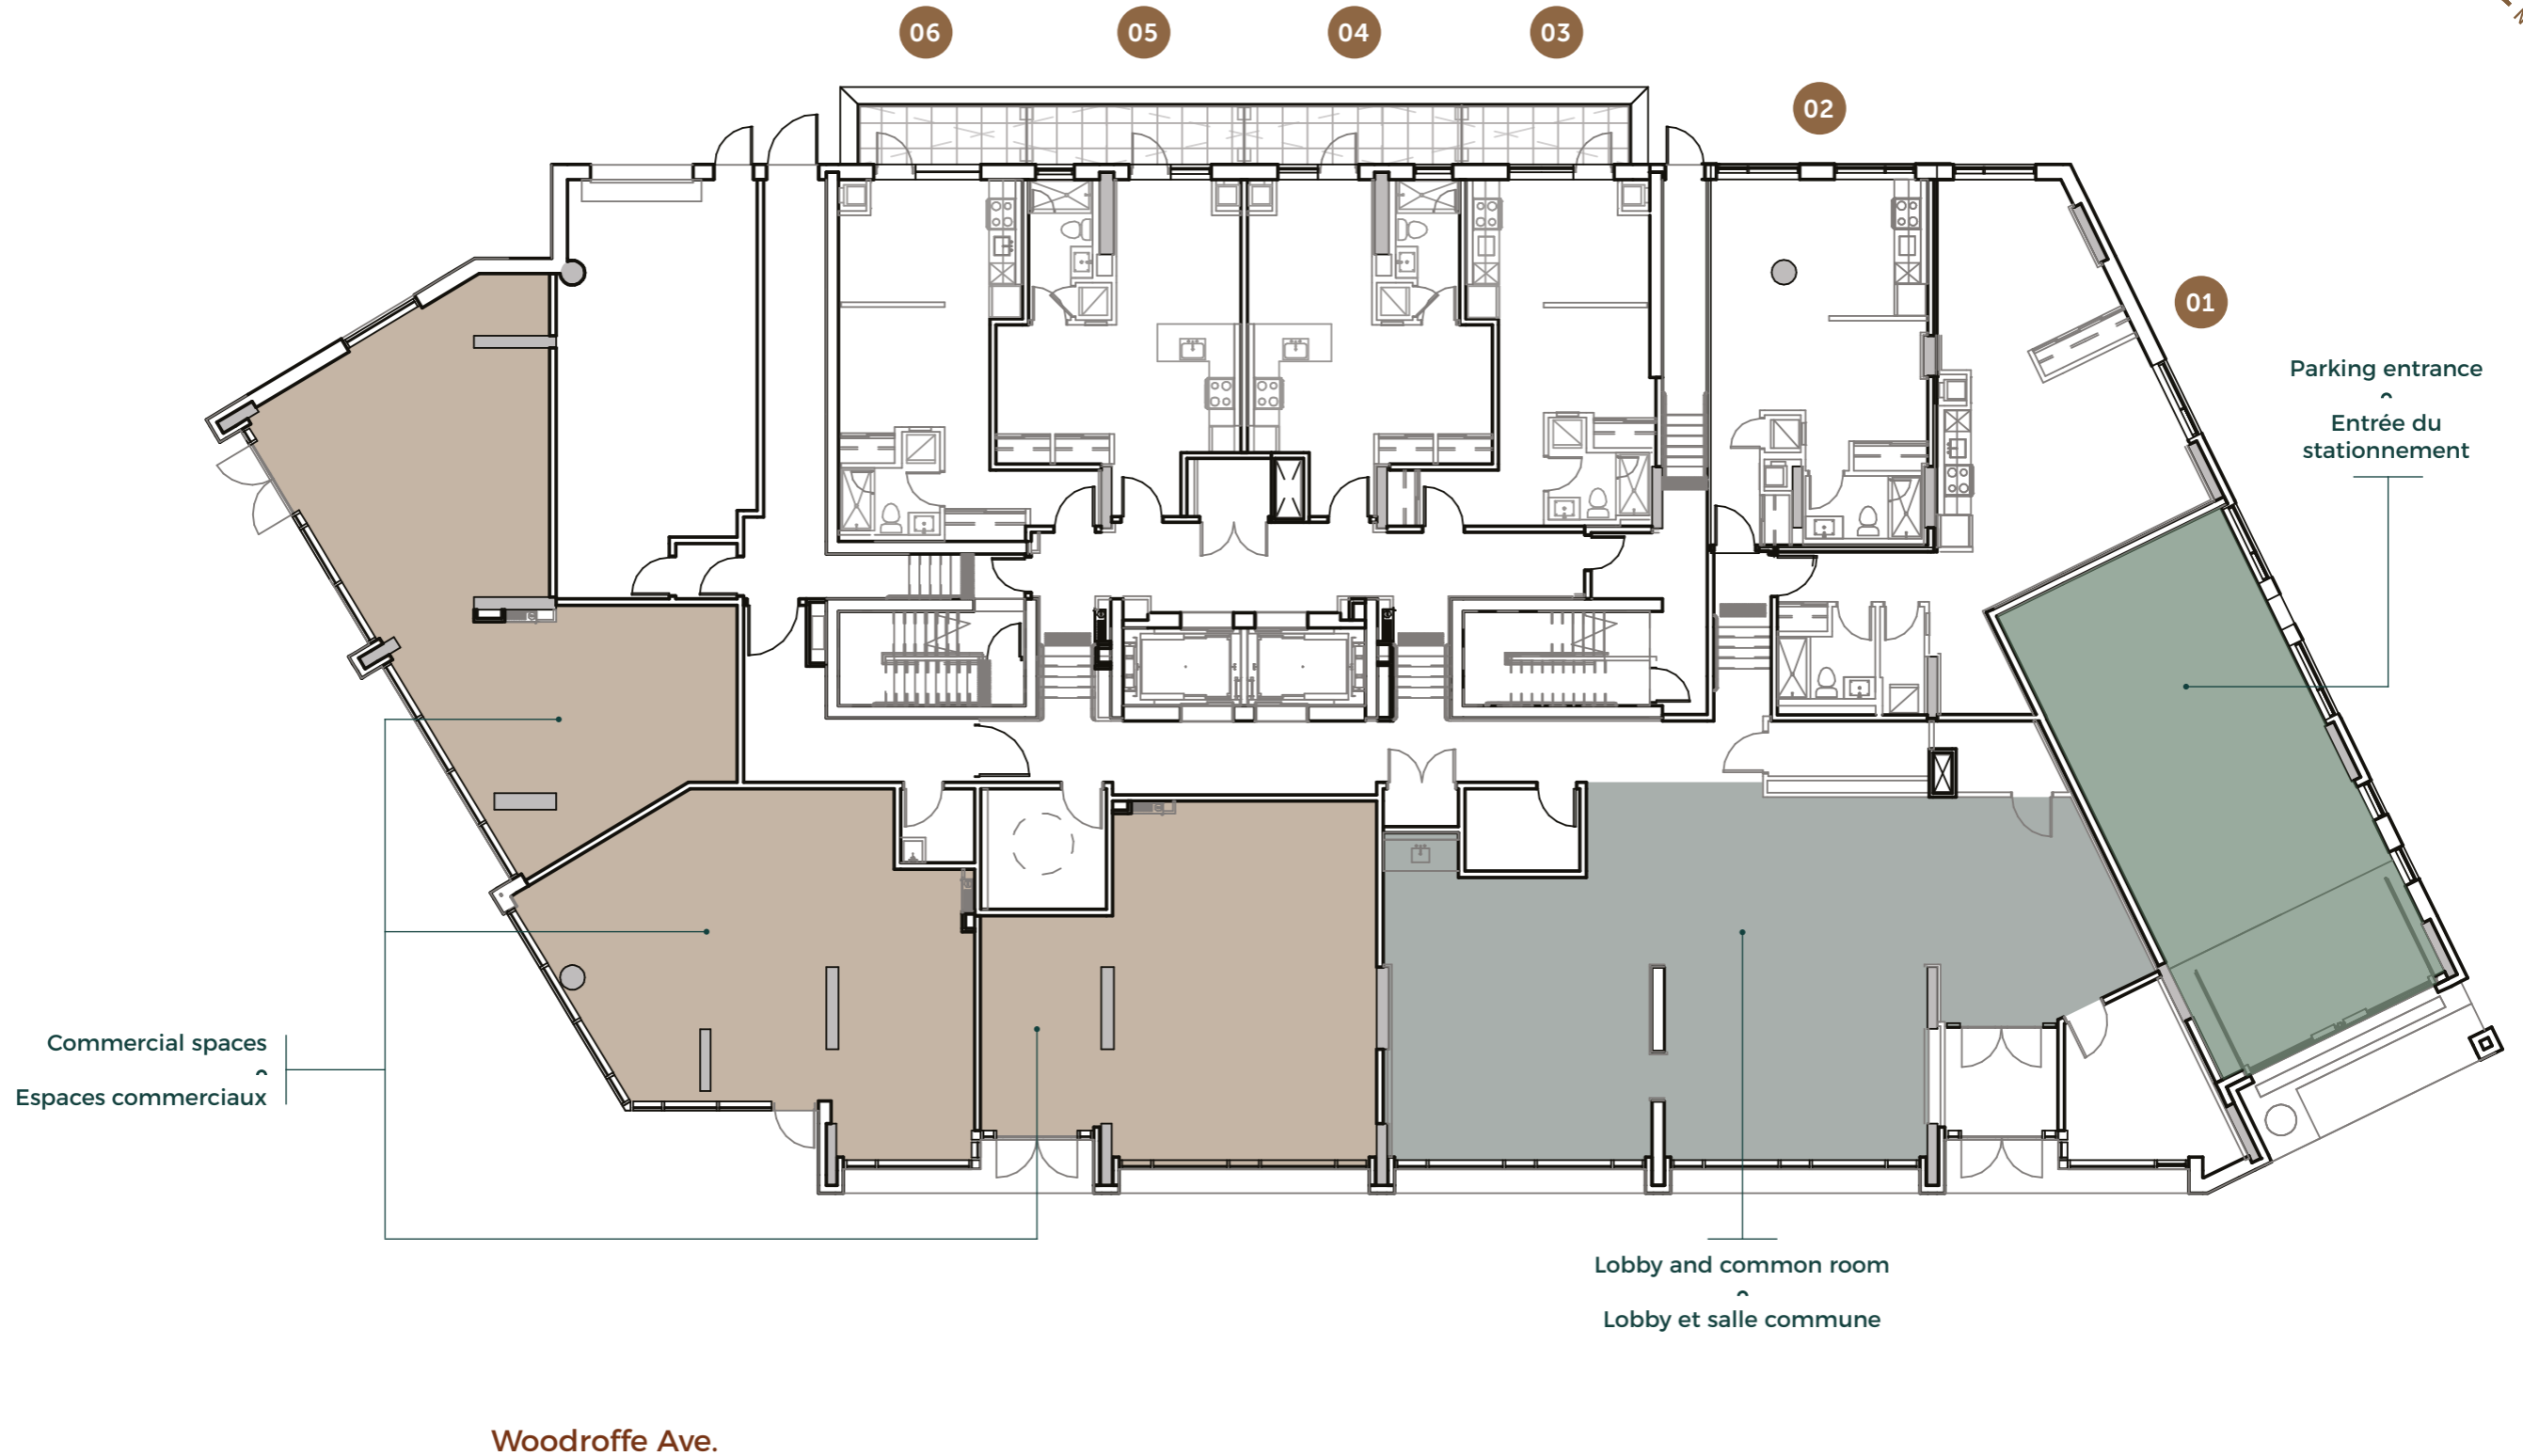 06
05
04
03
02
01
Parking entrance
Entrée du
stationnement
Commercial spaces
Espaces commerciaux
Lobby and common room
Lobby et salle commune
Woodroffe Ave.